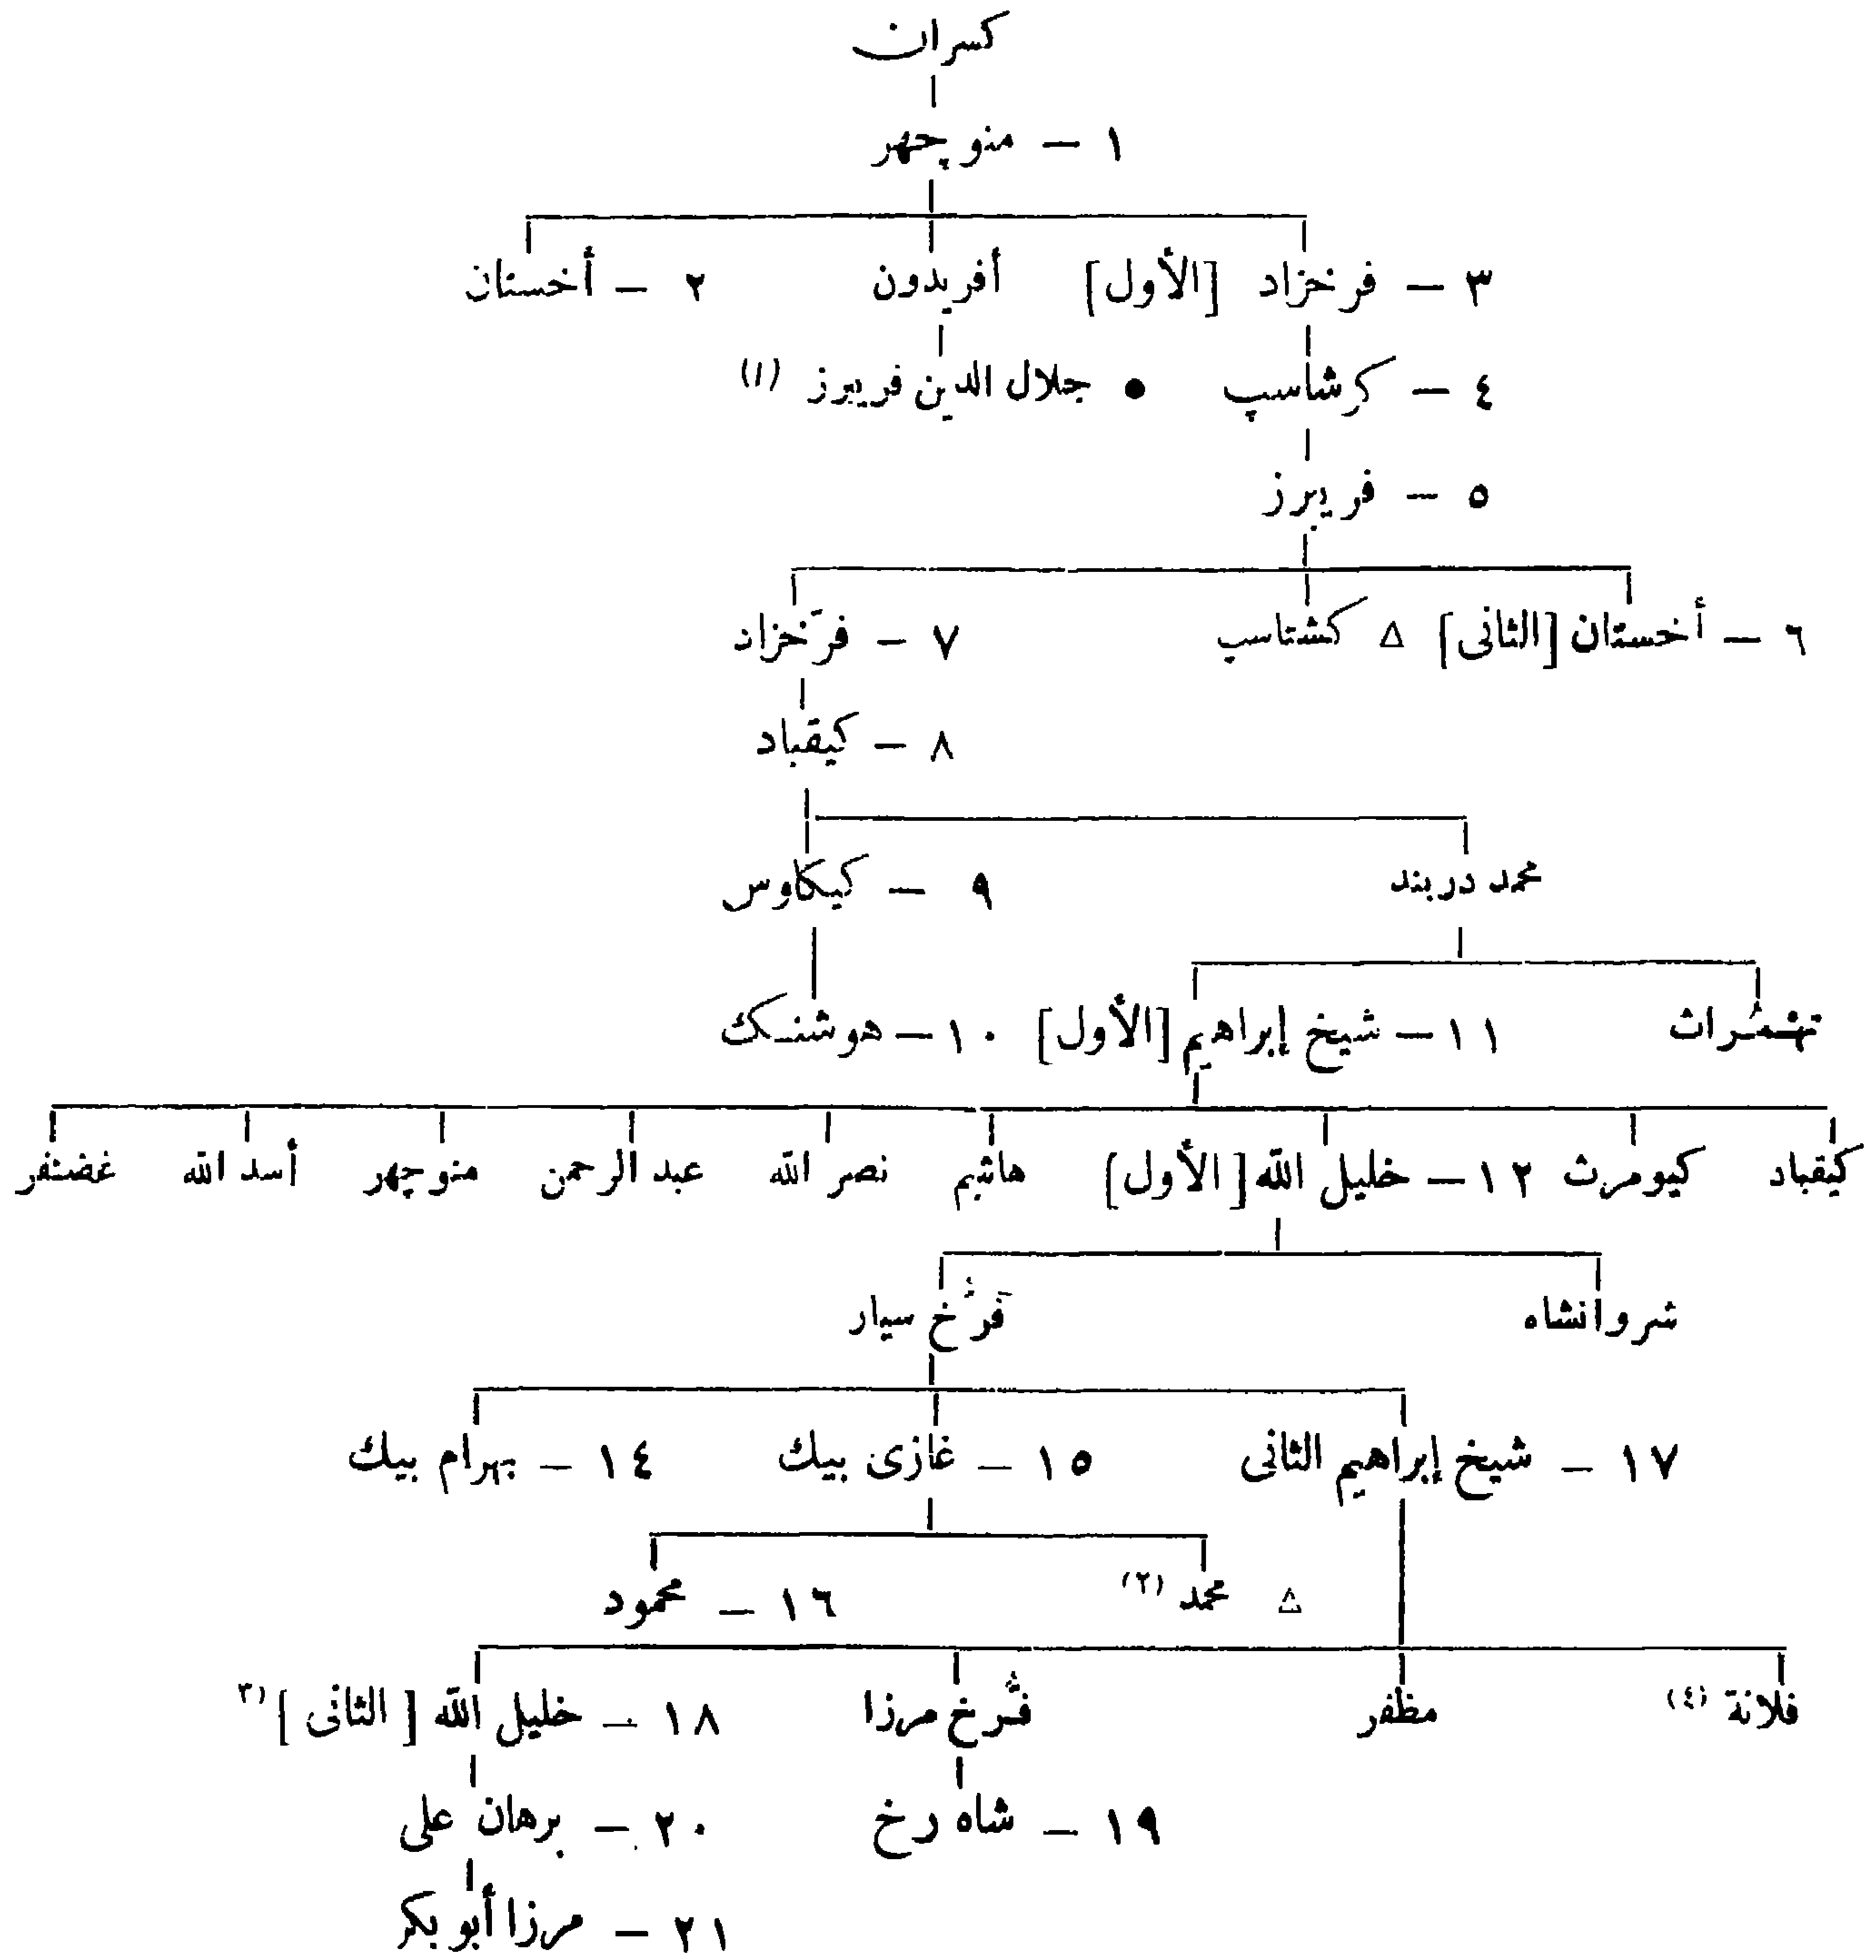 كسران
١ – منوچهر
٣ – فرخزاد [الأول] أفريدون ٢ – أخستان
٤ – كرشاسپ • جلال الدين فريبرز (١)
٥ – فريبرز
٦ – أخستان [الثانى] △ كشتاسب ٧ – فرّخزاد
٨ – كيقباد
محمد دربند ٩ – كيكاوس
١١ – شيخ إبراهيم [الأول] ١٠ – هوشنك
كيقباد كيومرث ١٢ – خليل الله [الأول] هاشم نصر الله عبد الرحمن منوچهر أسد الله غضنفر
شروانشاه فرُّخ سيار
١٧ – شيخ إبراهيم الثانى ١٥ – غازى بيك ١٤ – بهرام بيك
△ محمد (٢) ١٦ – محمود
فلانة (٤) مظفر فرُّخ مرزا ١٨ – خليل الله [الثانى] (٣
١٩ – شاه رخ ٢٠ – برهان على
٢١ – مرزا أبو بكر